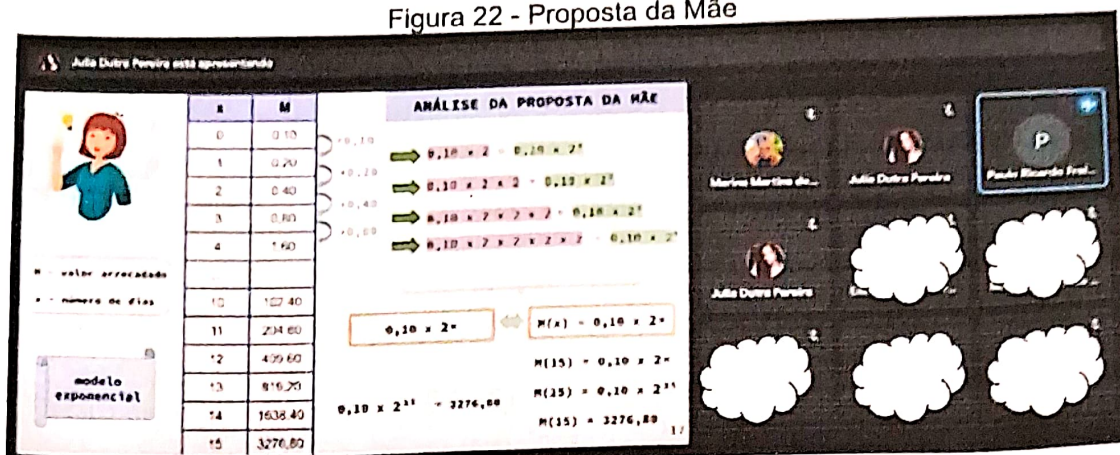 Figura 22 - Proposta da Mãe
Julia Dutra Pereira está apresentando
x M
0 0.10
1 0.20
2 0.40
3 0.80
4 1.60
10 102.40
11 204.80
12 409.60
13
14 1638.40
15 3276,80
M - valor arrecadado
x - número de dias
modelo
exponencial
ANÁLISE DA PROPOSTA DA MÃE
+0,10
+0,20
+0,40
+0,80
0,10 x 2 = 0,10 x 2¹
0,10 x 2 x 2 = 0,10 x 2²
0,10 x 2 x 2 x 2 = 0,10 x 2³
0,10 x 2 x 2 x 2 x 2 = 0,10 x 2⁴
0,10 x 2ˣ
M(x) = 0,10 x 2ˣ
M(15) = 0,10 x 2ˣ
M(15) = 0,10 x 2¹⁵
M(15) = 3276,80
0,10 x 2¹⁵ = 3276,80
Marina Martins de...
Julia Dutra Pereira
P
Paulo Ricardo Frei...
Julia Dutra Pereira